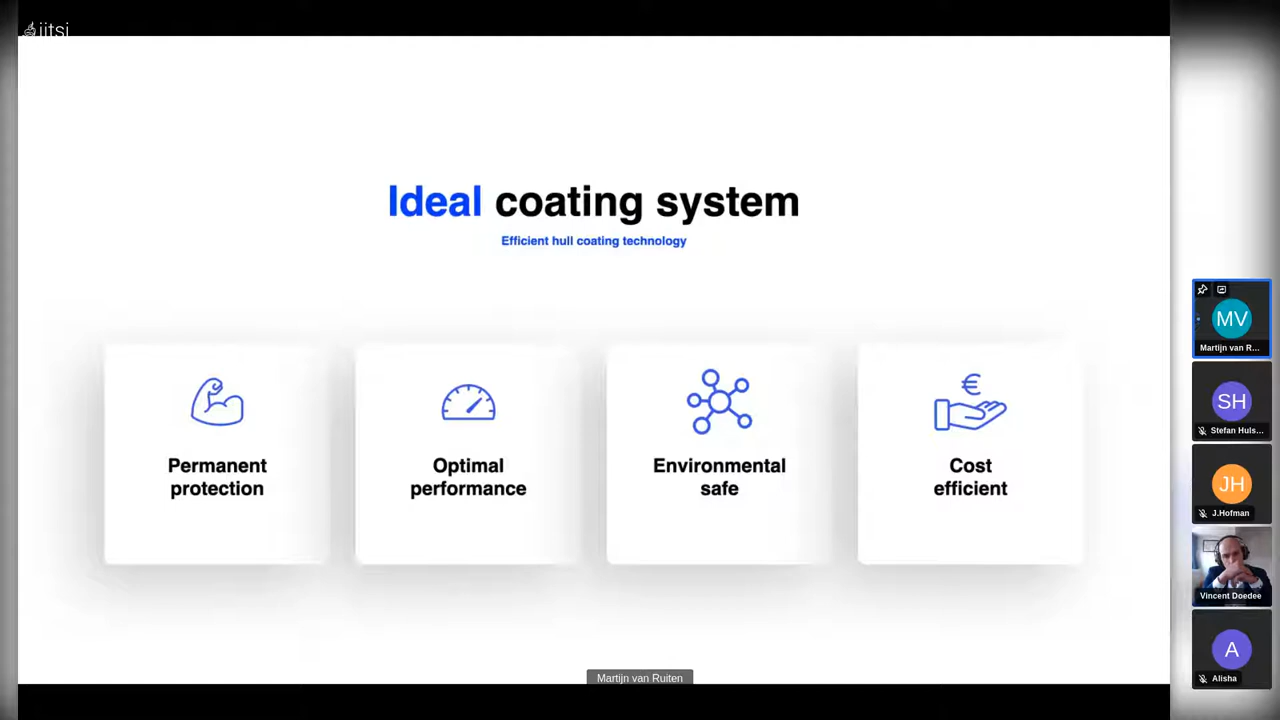 jitsi
Ideal coating system
Efficient hull coating technology
Permanent
protection
Optimal
performance
Environmental
safe
€
Cost
efficient
MV
Martijn van R...
SH
Stefan Huls...
JH
J.Hofman
Vincent Doedee
A
Alisha
Martijn van Ruiten